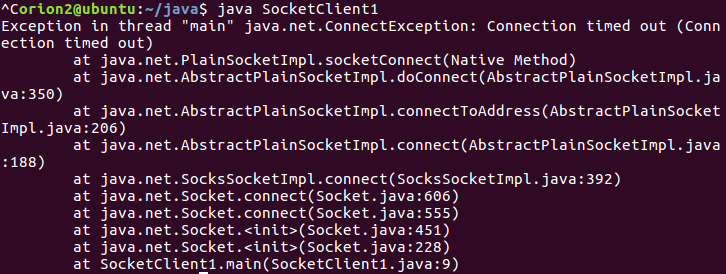 ^Corion2@ubuntu:~/java$ java SocketClient1
Exception in thread "main" java.net.ConnectException: Connection timed out (Conn
ection timed out)
        at java.net.PlainSocketImpl.socketConnect(Native Method)
        at java.net.AbstractPlainSocketImpl.doConnect(AbstractPlainSocketImpl.ja
va:350)
        at java.net.AbstractPlainSocketImpl.connectToAddress(AbstractPlainSocket
Impl.java:206)
        at java.net.AbstractPlainSocketImpl.connect(AbstractPlainSocketImpl.java
:188)
        at java.net.SocksSocketImpl.connect(SocksSocketImpl.java:392)
        at java.net.Socket.connect(Socket.java:606)
        at java.net.Socket.connect(Socket.java:555)
        at java.net.Socket.<init>(Socket.java:451)
        at java.net.Socket.<init>(Socket.java:228)
        at SocketClient1.main(SocketClient1.java:9)